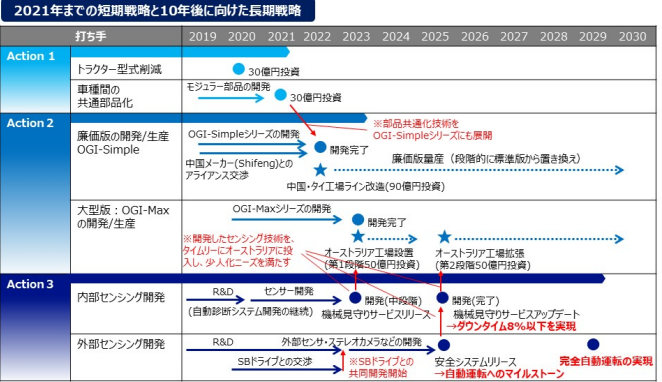 2021年までの短期戦略と10年後に向けた長期戦略
打ち手
2019 2020 2021 2022 2023 2024 2025 2026 2027 2028 2029 2030
Action 1
トラクター型式削減
30億円投資
車種間の
共通部品化
モジュラー部品の開発
30億円投資
※部品共通化技術を
OGI-Simpleシリーズにも展開
Action2
廉価版の開発/生産
OGI-Simple
OGI-Simpleシリーズの開発
開発完了
中国メーカー(Shifeng)との
アライアンス交渉
廉価版量産（段階的に標準版から置き換え）
中国・タイ工場ライン改造(90億円投資)
大型版：OGI-Max
の開発/生産
OGI-Maxシリーズの開発
開発完了
※開発したセンシング技術を、
タイムリーにオーストラリアに投
入し、少人化ニーズを満たす
オーストラリア工場設置
(第1段階50億円投資)
オーストラリア工場拡張
(第2段階50億円投資)
Action3
内部センシング開発
R&D
センサー開発
(自動診断システム開発の継続)
開発(中段階)
機械見守りサービスリリース
開発(完了)
機械見守りサービスアップデート
→ダウンタイム8%以下を実現
外部センシング開発
R&D
外部センサ・ステレオカメラなどの開発
SBドライブとの交渉
※SBドライブとの
共同開発開始
安全システムリリース
→自動運転へのマイルストーン
完全自動運転の実現